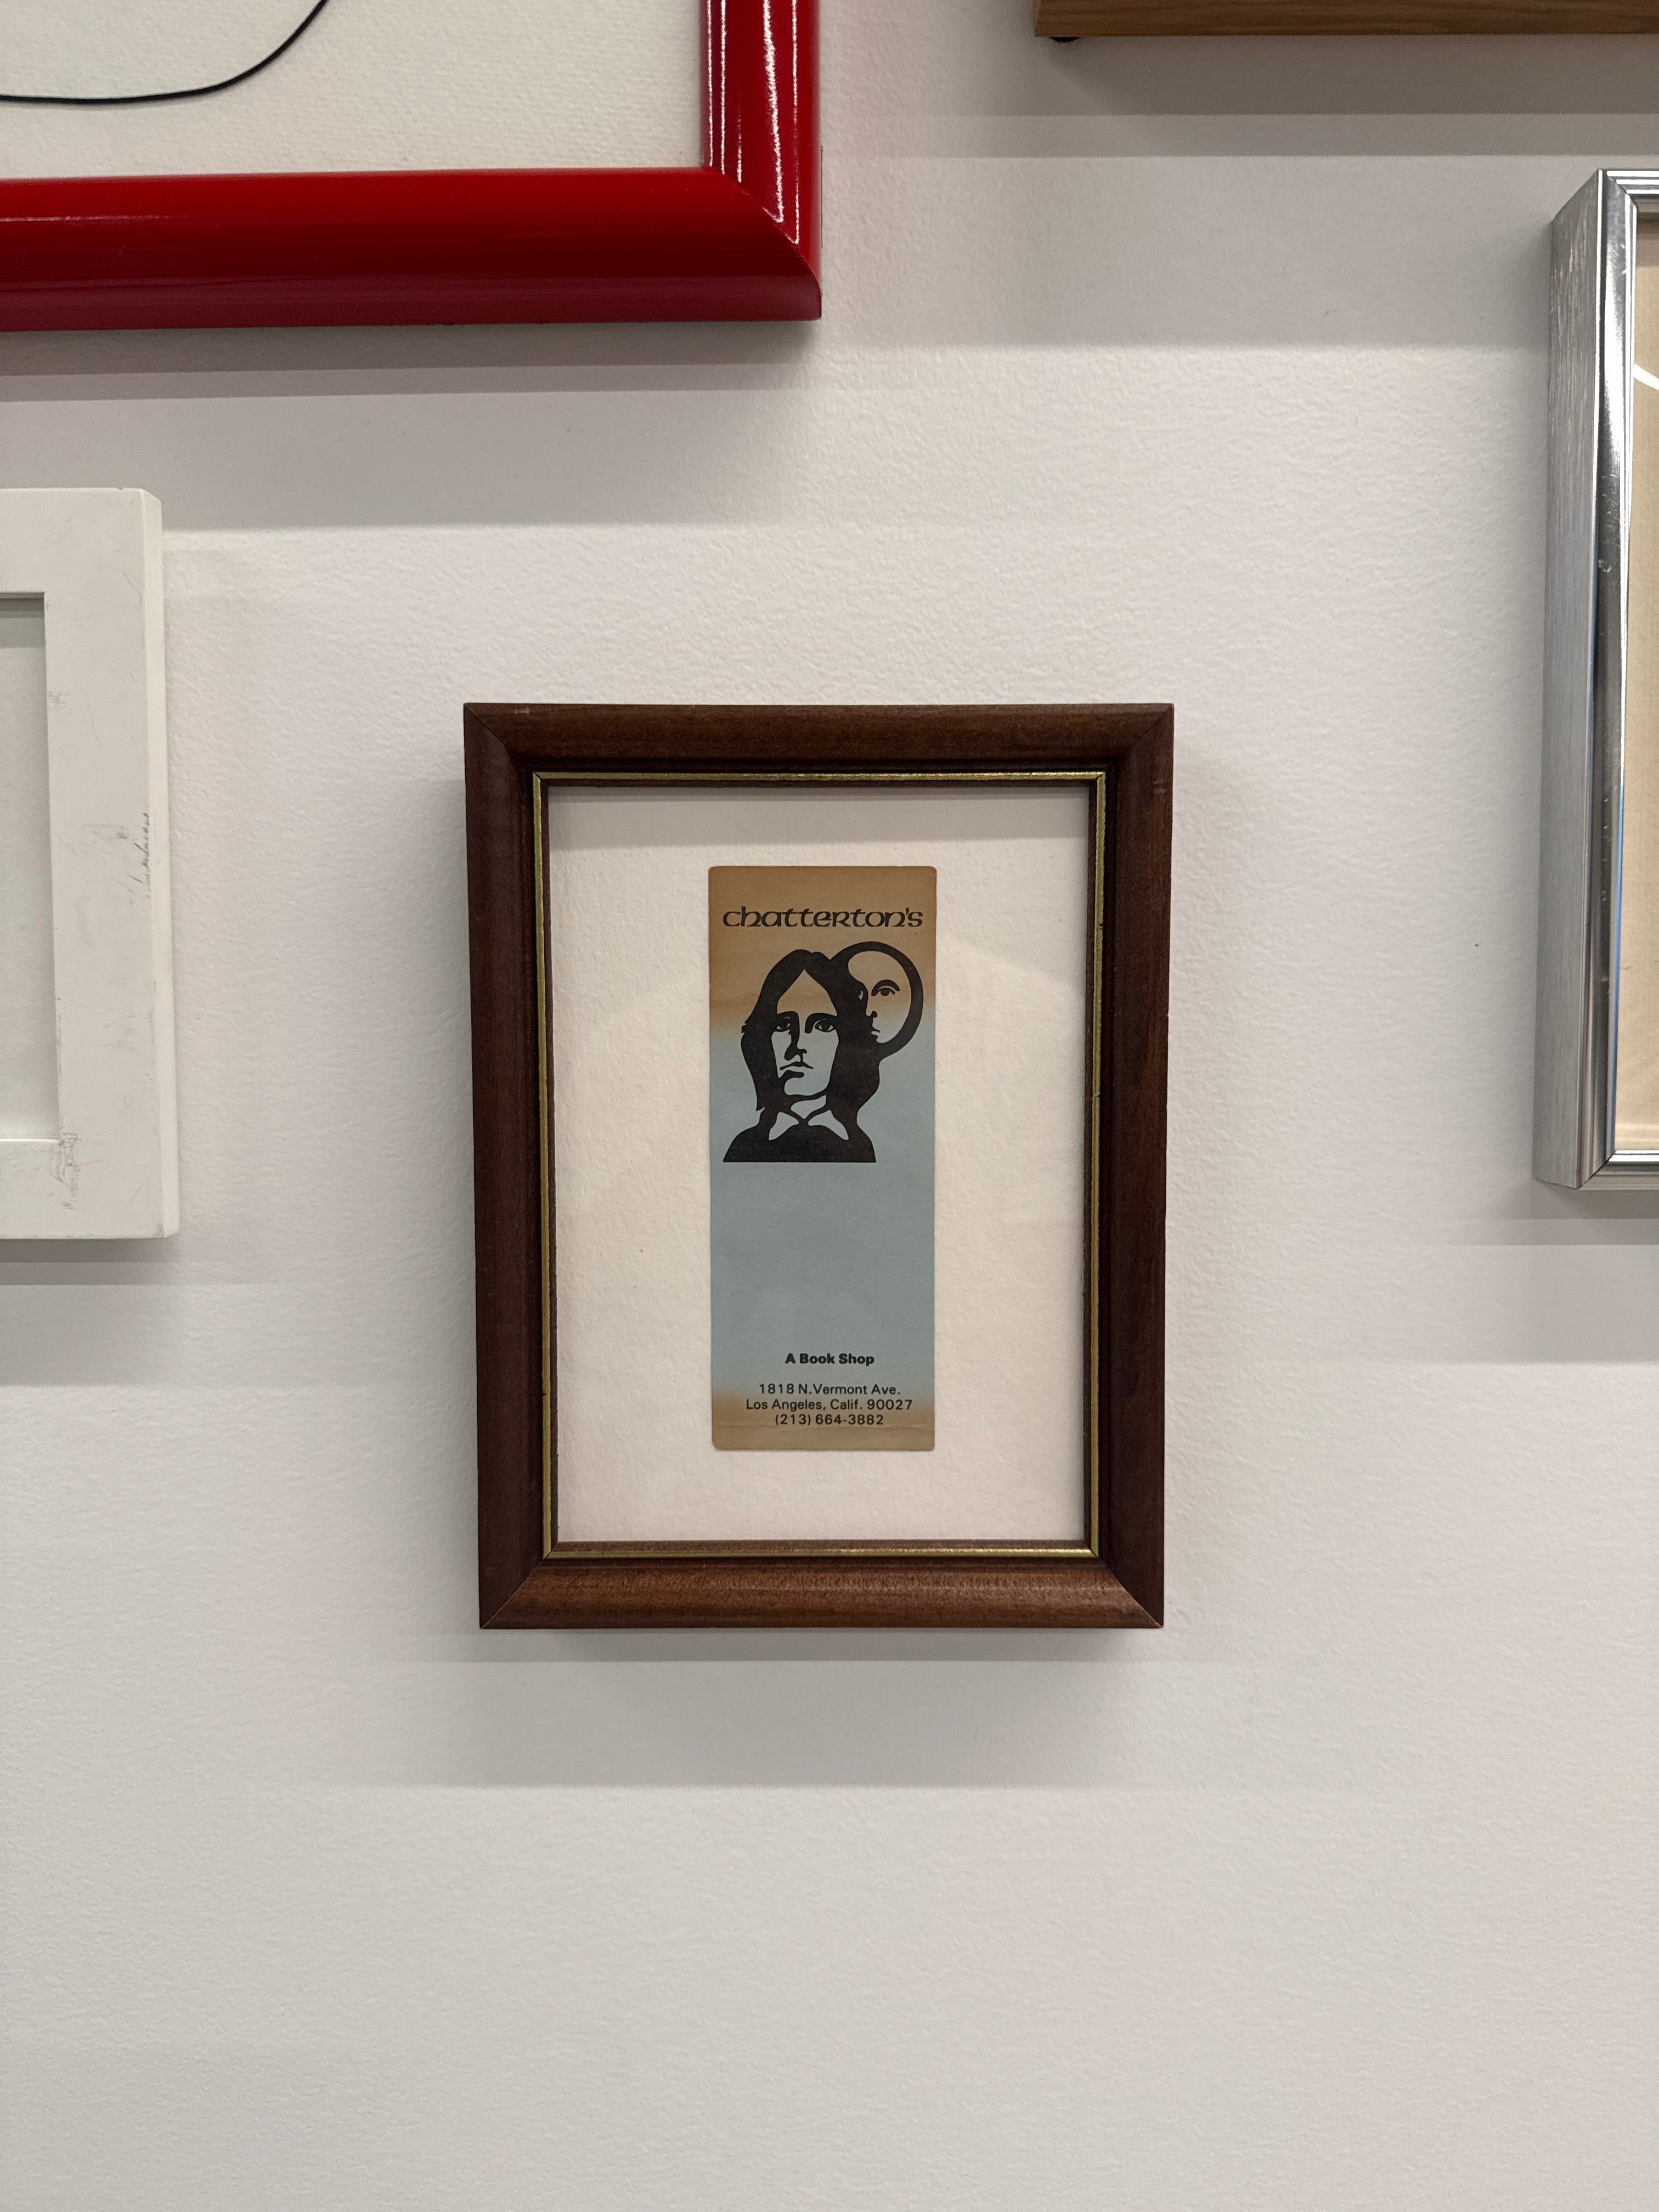 chatterton's
A Book Shop
1818 N. Vermont Ave.
Los Angeles, Calif. 90027
(213) 664-3882